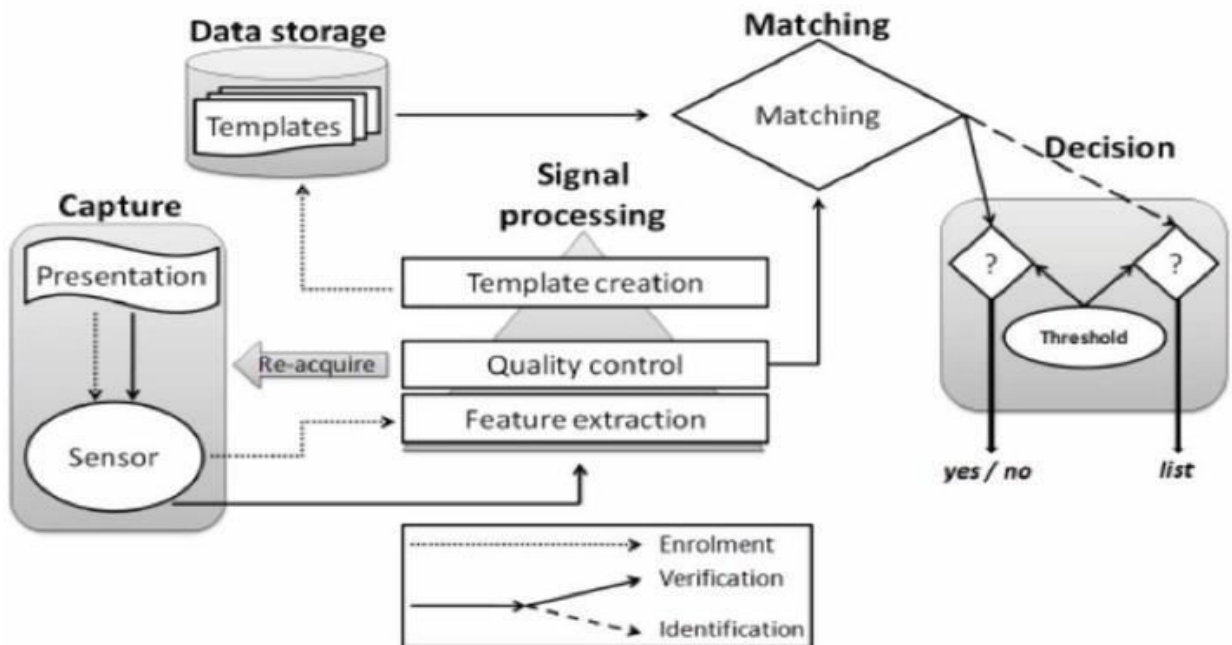 Data storage
Templates
Matching
Matching
Decision
?
?
Threshold
yes / no
list
Signal
processing
Template creation
Quality control
Feature extraction
Re-acquire
Capture
Presentation
Sensor
Enrolment
Verification
Identification